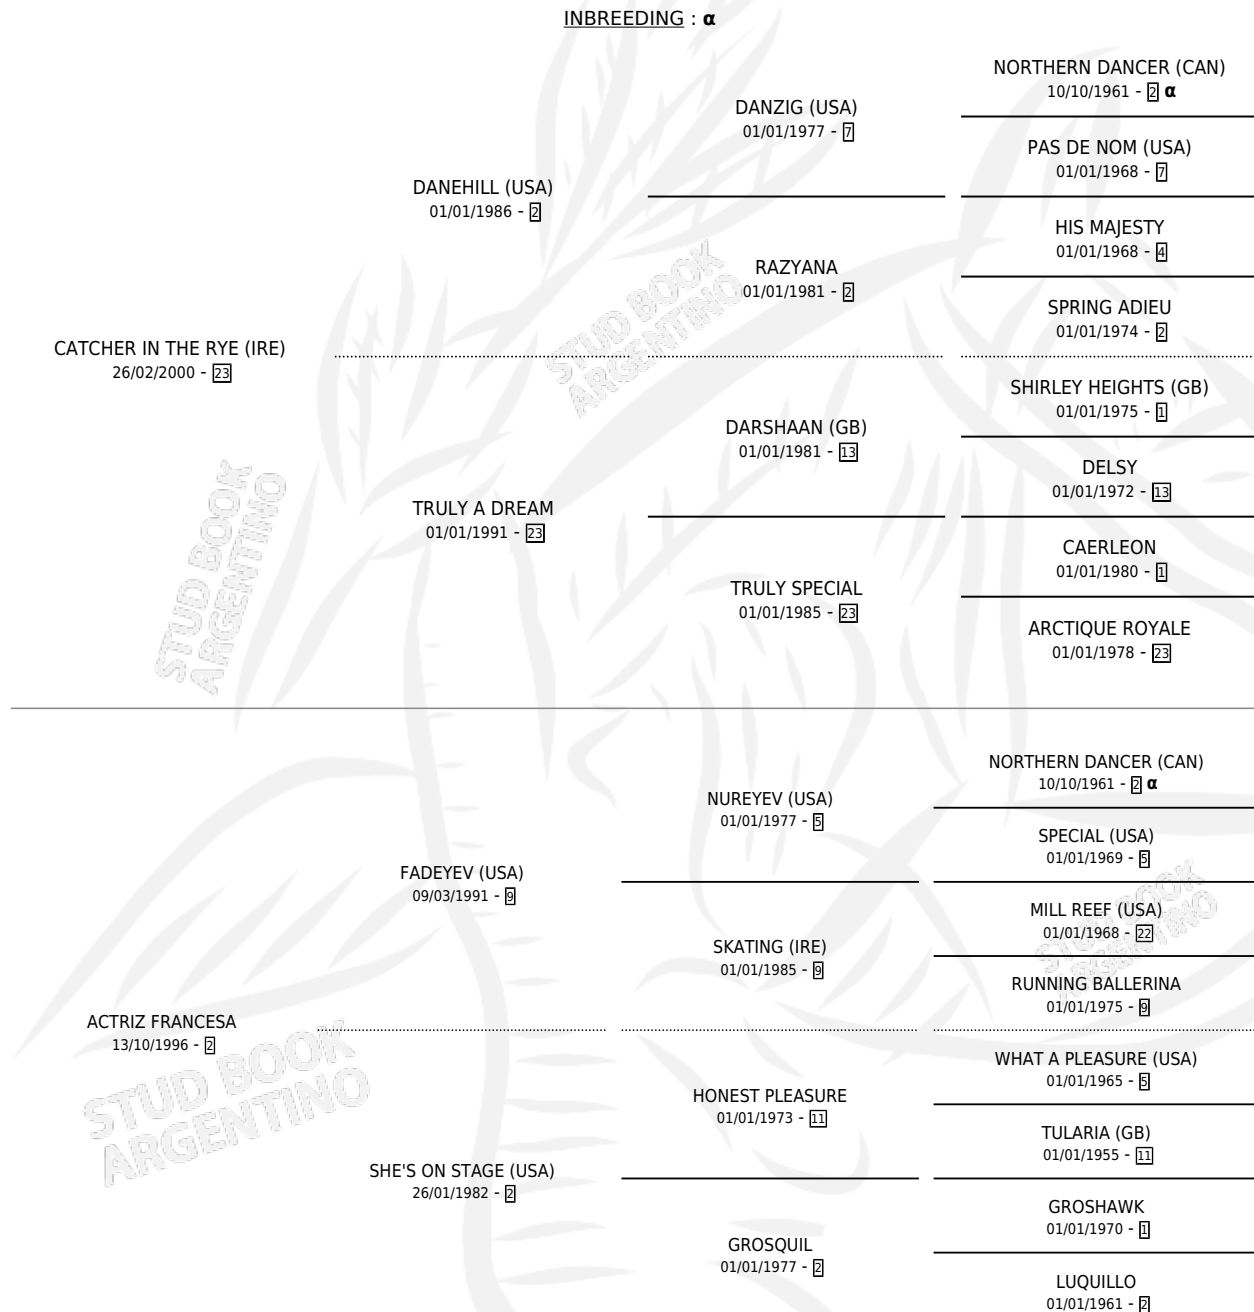 INBREEDING : α
NORTHERN DANCER (CAN)
10/10/1961 - 2 α
DANZIG (USA)
01/01/1977 - 7
PAS DE NOM (USA)
01/01/1968 - 7
DANEHILL (USA)
01/01/1986 - 2
HIS MAJESTY
01/01/1968 - 4
RAZYANA
01/01/1981 - 2
SPRING ADIEU
01/01/1974 - 2
CATCHER IN THE RYE (IRE)
26/02/2000 - 23
SHIRLEY HEIGHTS (GB)
01/01/1975 - 1
DARSHAAN (GB)
01/01/1981 - 13
DELSY
01/01/1972 - 13
TRULY A DREAM
01/01/1991 - 23
CAERLEON
01/01/1980 - 1
TRULY SPECIAL
01/01/1985 - 23
ARCTIQUE ROYALE
01/01/1978 - 23
NORTHERN DANCER (CAN)
10/10/1961 - 2 α
NUREYEV (USA)
01/01/1977 - 5
SPECIAL (USA)
01/01/1969 - 5
FADEYEV (USA)
09/03/1991 - 9
MILL REEF (USA)
01/01/1968 - 22
SKATING (IRE)
01/01/1985 - 9
RUNNING BALLERINA
01/01/1975 - 9
ACTRIZ FRANCESA
13/10/1996 - 2
WHAT A PLEASURE (USA)
01/01/1965 - 5
HONEST PLEASURE
01/01/1973 - 11
TULARIA (GB)
01/01/1955 - 11
SHE'S ON STAGE (USA)
26/01/1982 - 2
GROSHAWK
01/01/1970 - 1
GROSQUIL
01/01/1977 - 2
LUQUILLO
01/01/1961 - 2
STUD BOOK
ARGENTINO
STUD BOOK
ARGENTINO
STUD BOOK
ARGENTINO
STUD BOOK
ARGENTINO